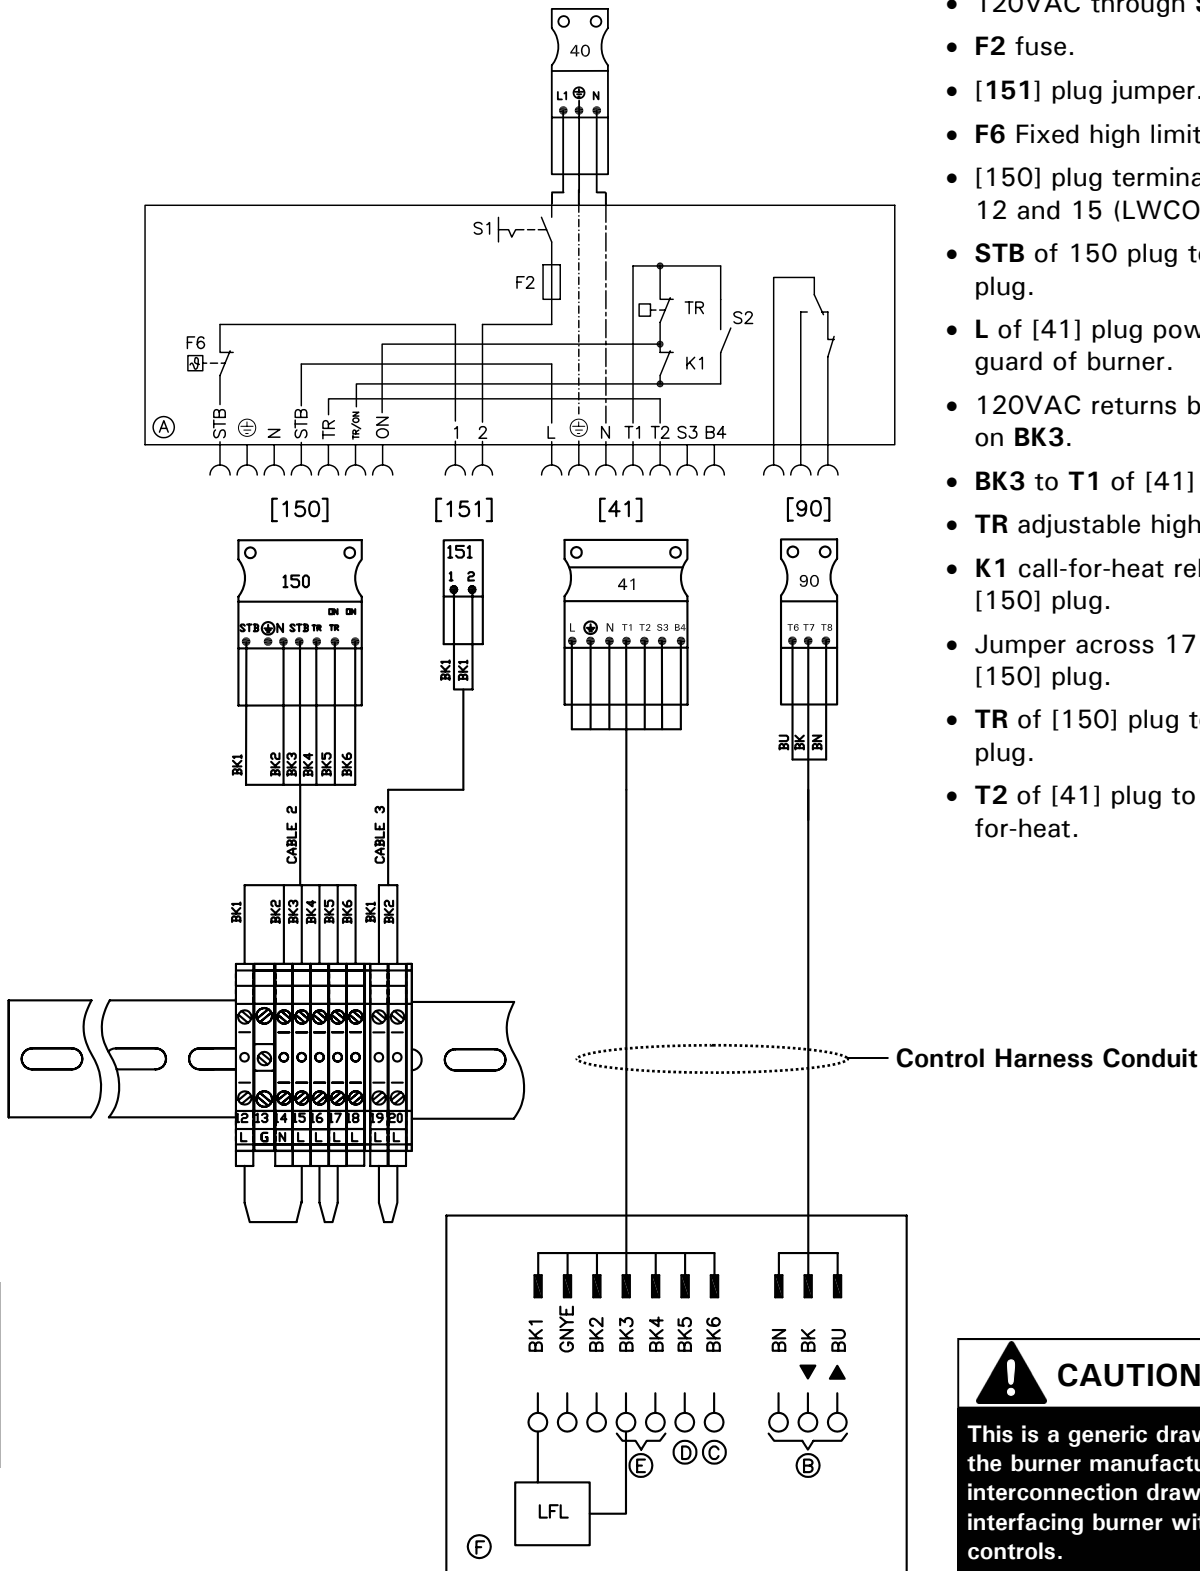 40
L1 N
S1
F2
TR
S2
K1
F6
A
STB N STB TR TR/ON ON 1 2 L N T1 T2 S3 B4
[150] [151] [41] [90]
150
ON ON
STB N STB TR TR
151
1 2
41
L N T1 T2 S3 B4
90
T6 T7 T8
BK1 BK2 BK3 BK4 BK5 BK6
BK1 BK1
BU BK BN
CABLE 2
CABLE 3
BK1 BK2 BK3 BK4 BK5 BK6 BK1 BK2
12 13 14 15 16 17 18 19 20
L G N L L L L L L
Control Harness Conduit
BK1 GNYE BK2 BK3 BK4 BK5 BK6 BN BK BU
E D C B
LFL
F
• 120VAC through
• F2 fuse.
• [151] plug jumper.
• F6 Fixed high limit
• [150] plug
12 and 15 (LWCO
• STB of 150 plug
plug.
• L of [41] plug
guard of burner.
• 120VAC returns
on BK3.
• BK3 to T1 of [41]
• TR adjustable high
• K1 call-for-heat
[150] plug.
• Jumper across 17
[150] plug.
• TR of [150] plug
plug.
• T2 of [41] plug to
for-heat.
CAUTION
This is a generic
the burner
interconnection
interfacing burner
controls.